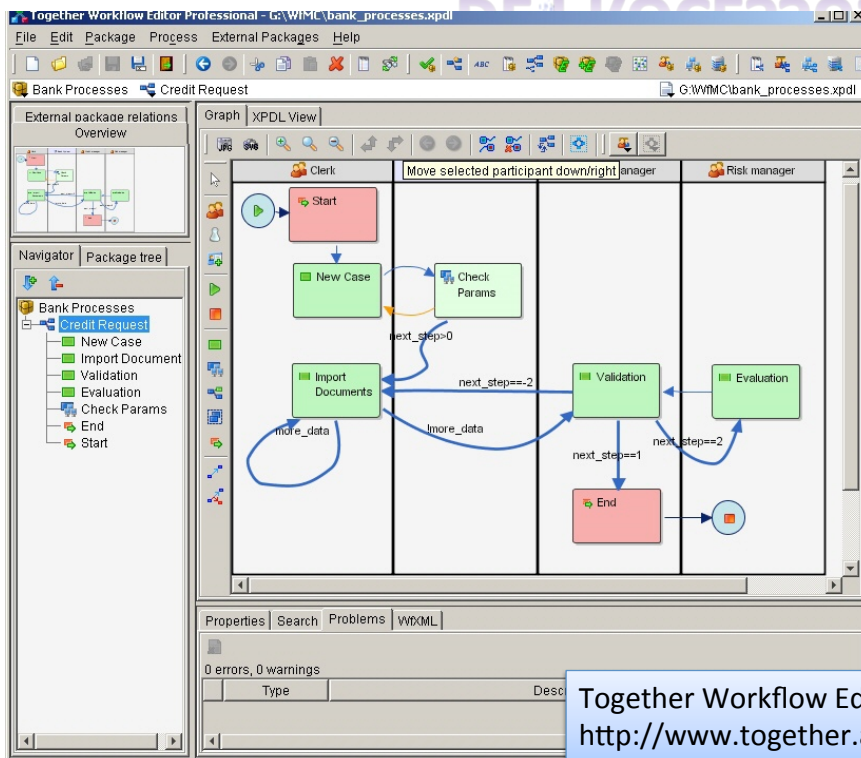 Together Workflow Editor Professional - G:\WfMC\bank_processes.xpdl
File Edit Package Process External Packages Help
Bank Processes Credit Request G:\WfMC\bank_processes.xpdl
External package relations
Overview
Graph XPDL View
Clerk Move selected participant down/right anager Risk manager
Start
Navigator Package tree
New Case
Check
Params
Bank Processes
Credit Request
New Case
Import Document
Validation
Evaluation
Check Params
End
Start
next_step>0
Import
Documents
next_step==-2
Validation
Evaluation
more_data
!more_data
next_step==2
next_step==1
End
Properties Search Problems WfXML
0 errors, 0 warnings
Type Descr
Together Workflow Ed
http://www.together.a